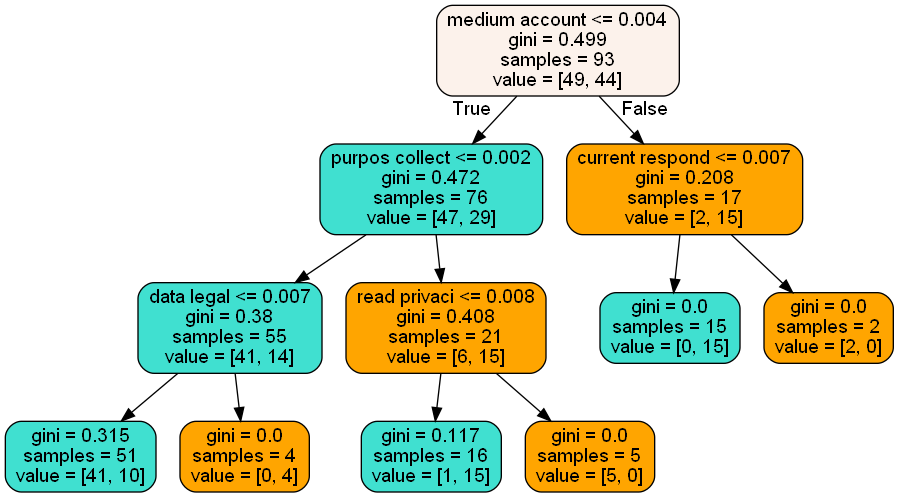 medium account <= 0.004
gini = 0.499
samples = 93
value = [49, 44]
True
False
purpos collect <= 0.002
gini = 0.472
samples = 76
value = [47, 29]
current respond <= 0.007
gini = 0.208
samples = 17
value = [2, 15]
data legal <= 0.007
gini = 0.38
samples = 55
value = [41, 14]
read privaci <= 0.008
gini = 0.408
samples = 21
value = [6, 15]
gini = 0.0
samples = 15
value = [0, 15]
gini = 0.0
samples = 2
value = [2, 0]
gini = 0.315
samples = 51
value = [41, 10]
gini = 0.0
samples = 4
value = [0, 4]
gini = 0.117
samples = 16
value = [1, 15]
gini = 0.0
samples = 5
value = [5, 0]